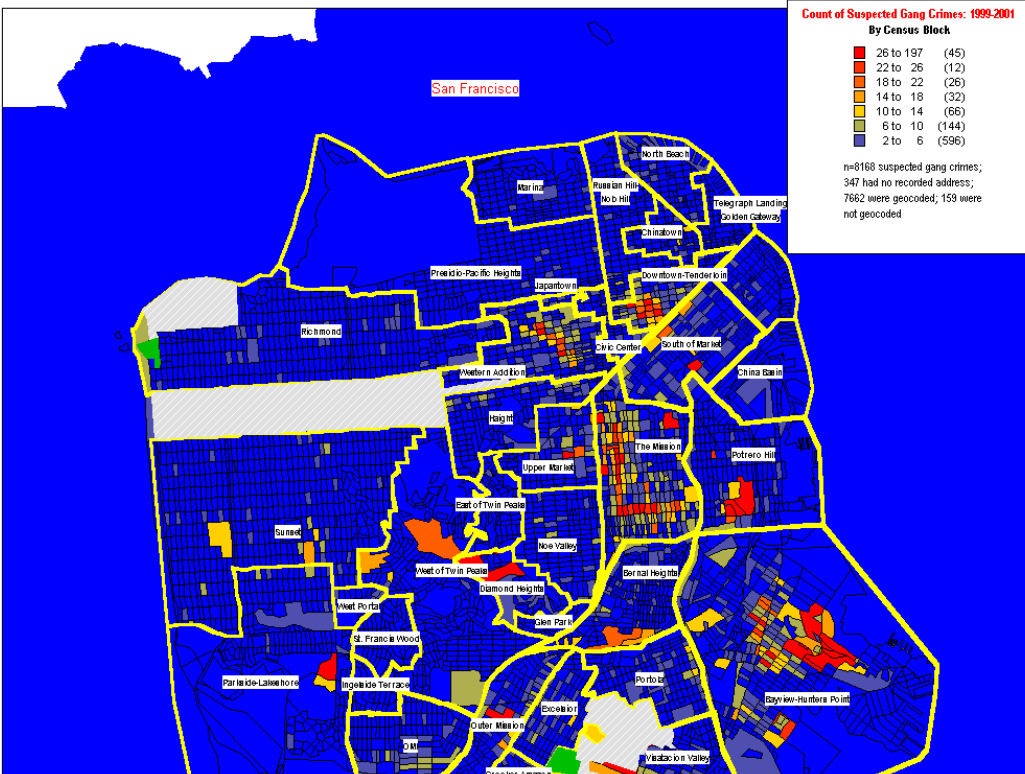 Count of Suspected Gang Crimes: 1999-2001
By Census Block
26 to 197 (45)
22 to 26 (12)
18 to 22 (26)
14 to 18 (32)
10 to 14 (66)
6 to 10 (144)
2 to 6 (596)
n=8168 suspected gang crimes;
347 had no recorded address;
7662 were geocoded; 159 were
not geocoded
San Francisco
North Beach
Marina
Russian Hill-
Nob Hill
Telegraph Landing
Golden Gateway
Chinatown
Presidio-Pacific Heights
Downtown-Tenderloin
Japantown
Richmond
Civic Center
South of Market
Western Addition
China Basin
Haight
The Mission
Potrero Hill
Upper Market
East of Twin Peaks
Sunset
Noe Valley
West of Twin Peaks
Bernal Heights
Diamond Heights
West Portal
Glen Park
St. Francis Wood
Parkside-Lakeshore
Ingelside Terrace
Portola
Bayview-Hunters Point
Excelsior
Outer Mission
OMI
Visatacion Valley
Crocker Amazon